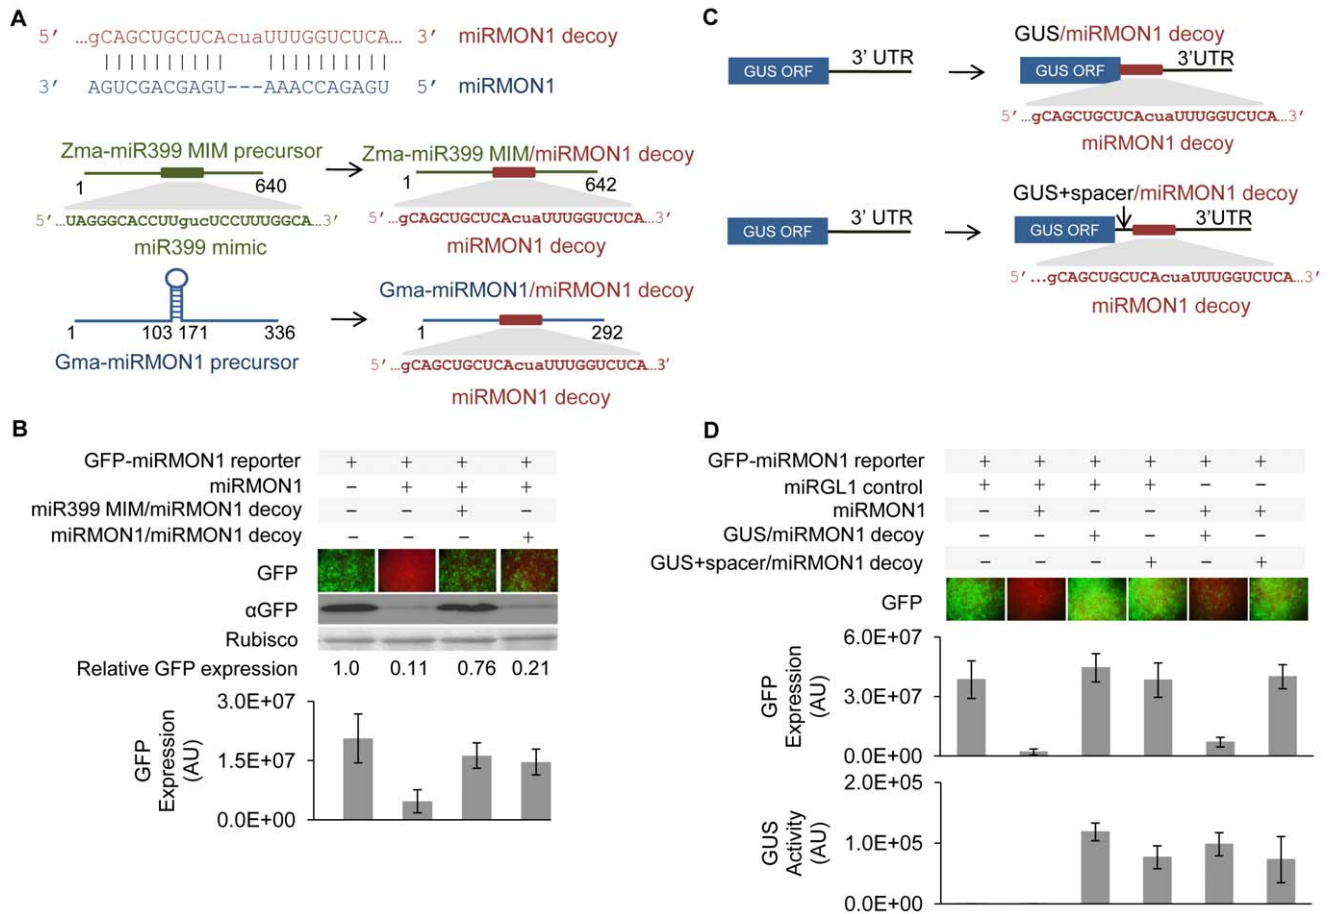 A
5' …gCAGCUGCUCAcuaUUUGGUCUCA… 3' miRMON1 decoy
3' AGUCGACGAGU---AAACCAGAGU 5' miRMON1
Zma-miR399 MIM precursor
1 640
5'…UAGGGCACCUUgucUCCUUUGGCA…3'
miR399 mimic
Zma-miR399 MIM/miRMON1 decoy
1 642
5'…gCAGCUGCUCAcuaUUUGGUCUCA…3'
miRMON1 decoy
1 103 171 336
Gma-miRMON1 precursor
Gma-miRMON1/miRMON1 decoy
1 292
5'…gCAGCUGCUCAcuaUUUGGUCUCA…3'
miRMON1 decoy
B
GFP-miRMON1 reporter + + + +
miRMON1 – + + +
miR399 MIM/miRMON1 decoy – – + –
miRMON1/miRMON1 decoy – – – +
GFP
αGFP
Rubisco
Relative GFP expression 1.0 0.11 0.76 0.21
GFP Expression (AU)
3.0E+07
1.5E+07
0.0E+00
C
GUS ORF 3' UTR
GUS/miRMON1 decoy
GUS ORF 3'UTR
5'…gCAGCUGCUCAcuaUUUGGUCUCA…3'
miRMON1 decoy
GUS ORF 3' UTR
GUS+spacer/miRMON1 decoy
GUS ORF 3'UTR
5' …gCAGCUGCUCAcuaUUUGGUCUCA…3'
miRMON1 decoy
D
GFP-miRMON1 reporter + + + + + +
miRGL1 control + + + + – –
miRMON1 – + – – + +
GUS/miRMON1 decoy – – + – + –
GUS+spacer/miRMON1 decoy – – – + – +
GFP
GFP Expression (AU)
6.0E+07
3.0E+07
0.0E+00
GUS Activity (AU)
2.0E+05
1.0E+05
0.0E+00